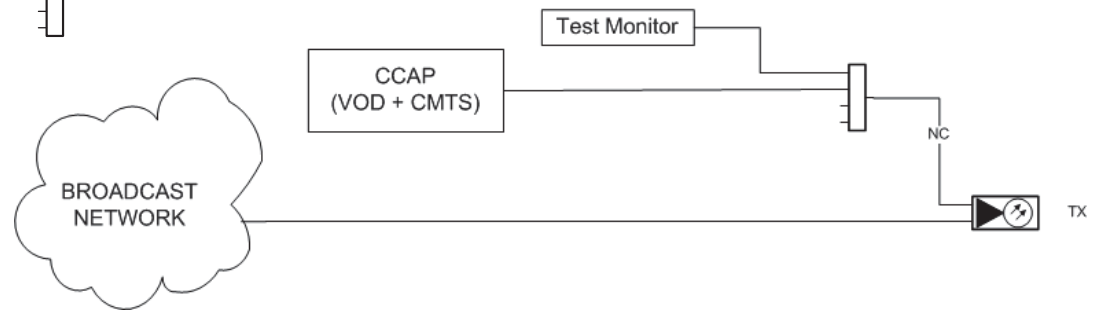 Test Monitor
CCAP
(VOD + CMTS)
NC
BROADCAST
NETWORK
TX